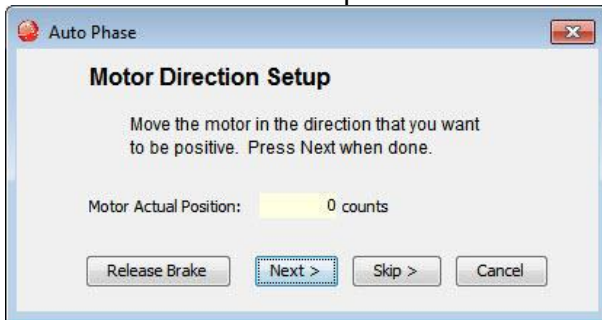 Auto Phase
Motor Direction Setup
Move the motor in the direction that you want
to be positive. Press Next when done.
Motor Actual Position: 0 counts
Release Brake Next > Skip > Cancel